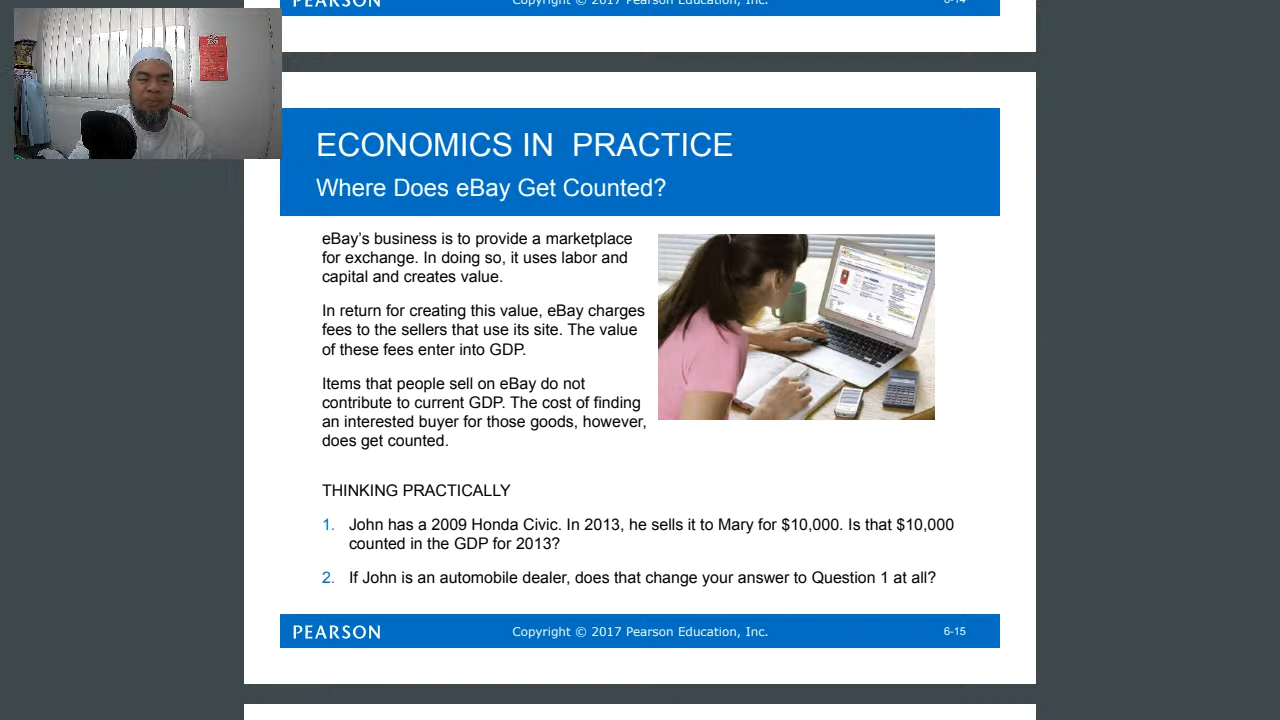 PEARSON
Copyright © 2017 Pearson Education, Inc.
6-14
ECONOMICS IN PRACTICE
Where Does eBay Get Counted?
eBay's business is to provide a marketplace
for exchange. In doing so, it uses labor and
capital and creates value.
In return for creating this value, eBay charges
fees to the sellers that use its site. The value
of these fees enter into GDP.
Items that people sell on eBay do not
contribute to current GDP. The cost of finding
an interested buyer for those goods, however,
does get counted.
THINKING PRACTICALLY
1. John has a 2009 Honda Civic. In 2013, he sells it to Mary for $10,000. Is that $10,000
counted in the GDP for 2013?
2. If John is an automobile dealer, does that change your answer to Question 1 at all?
PEARSON
Copyright © 2017 Pearson Education, Inc.
6-15